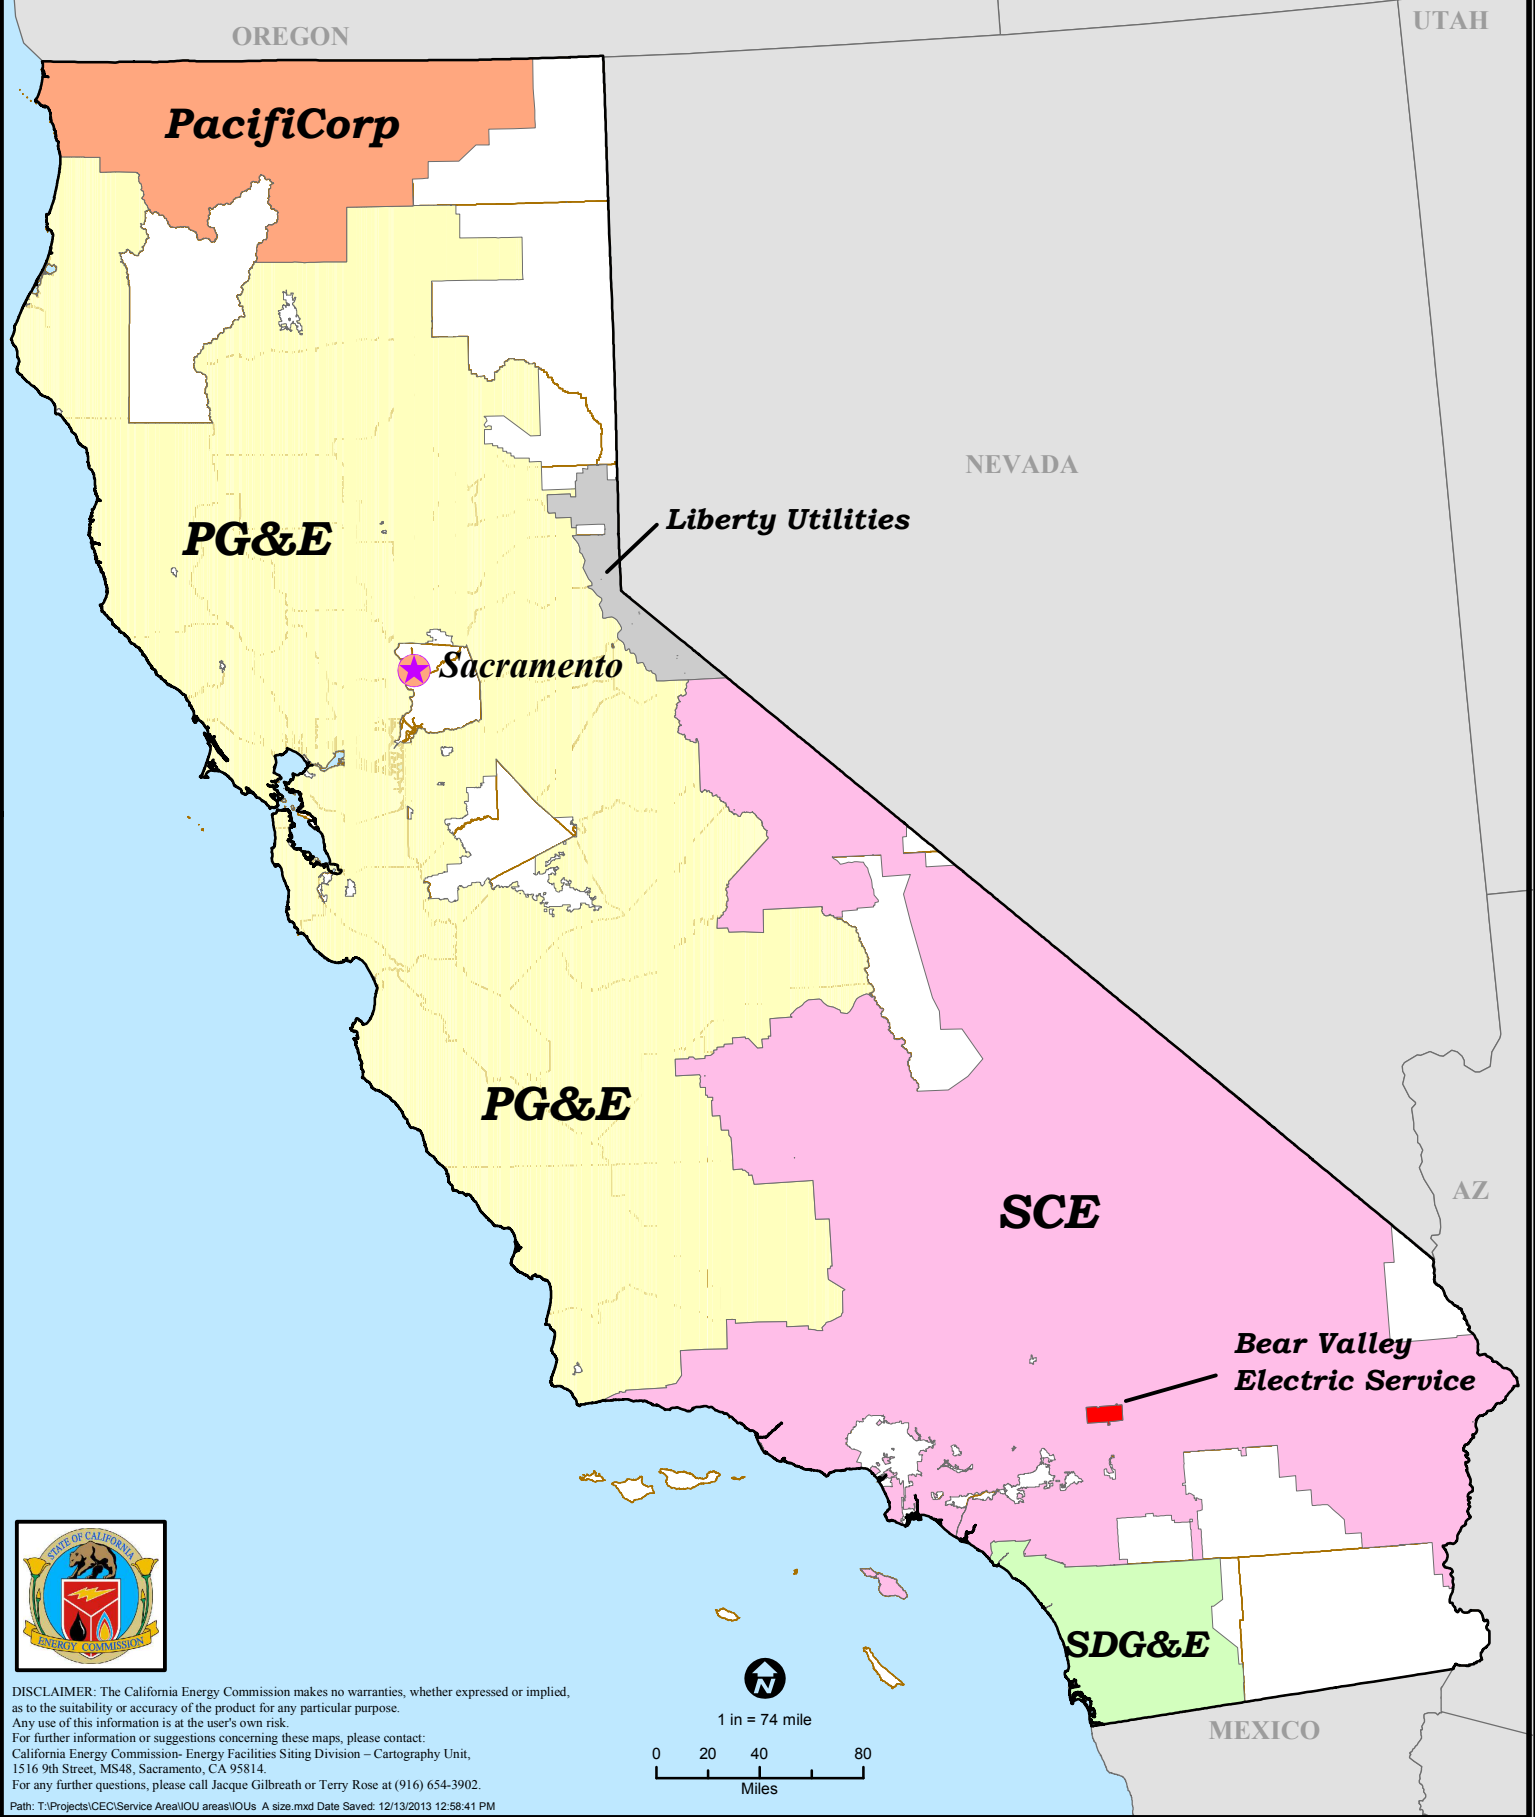 OREGON
UTAH
PacifiCorp
NEVADA
Liberty Utilities
PG&E
Sacramento
PG&E
AZ
SCE
Bear Valley
Electric Service
STATE OF CALIFORNIA
ENERGY COMMISSION
SDG&E
N
MEXICO
1 in = 74 mile
0 20 40 80
Miles
DISCLAIMER: The California Energy Commission makes no warranties, whether expressed or implied,
as to the suitability or accuracy of the product for any particular purpose.
Any use of this information is at the user's own risk.
For further information or suggestions concerning these maps, please contact:
California Energy Commission- Energy Facilities Siting Division – Cartography Unit,
1516 9th Street, MS48, Sacramento, CA 95814.
For any further questions, please call Jacque Gilbreath or Terry Rose at (916) 654-3902.
Path: T:\Projects\CEC\Service Area\IOU areas\IOUs A size.mxd Date Saved: 12/13/2013 12:58:41 PM